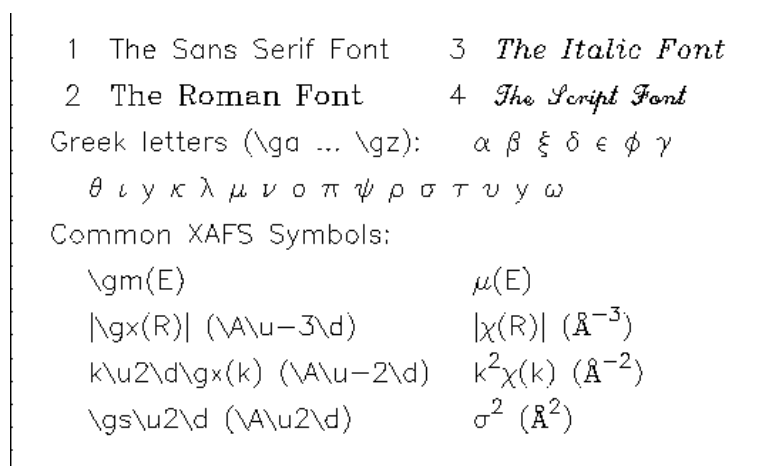 1 The Sans Serif Font 3 The Italic Font
2 The Roman Font 4 The Script Font
Greek letters (\ga ... \gz): α β ξ δ ϵ ϕ γ
θ ι y κ λ μ ν ο π ψ ρ σ τ υ y ω
Common XAFS Symbols:
\gm(E) μ(E)
|\gx(R)| (\A\u−3\d) |χ(R)| (Å⁻³)
k\u2\d\gx(k) (\A\u−2\d) k²χ(k) (Å⁻²)
\gs\u2\d (\A\u2\d) σ² (Å²)